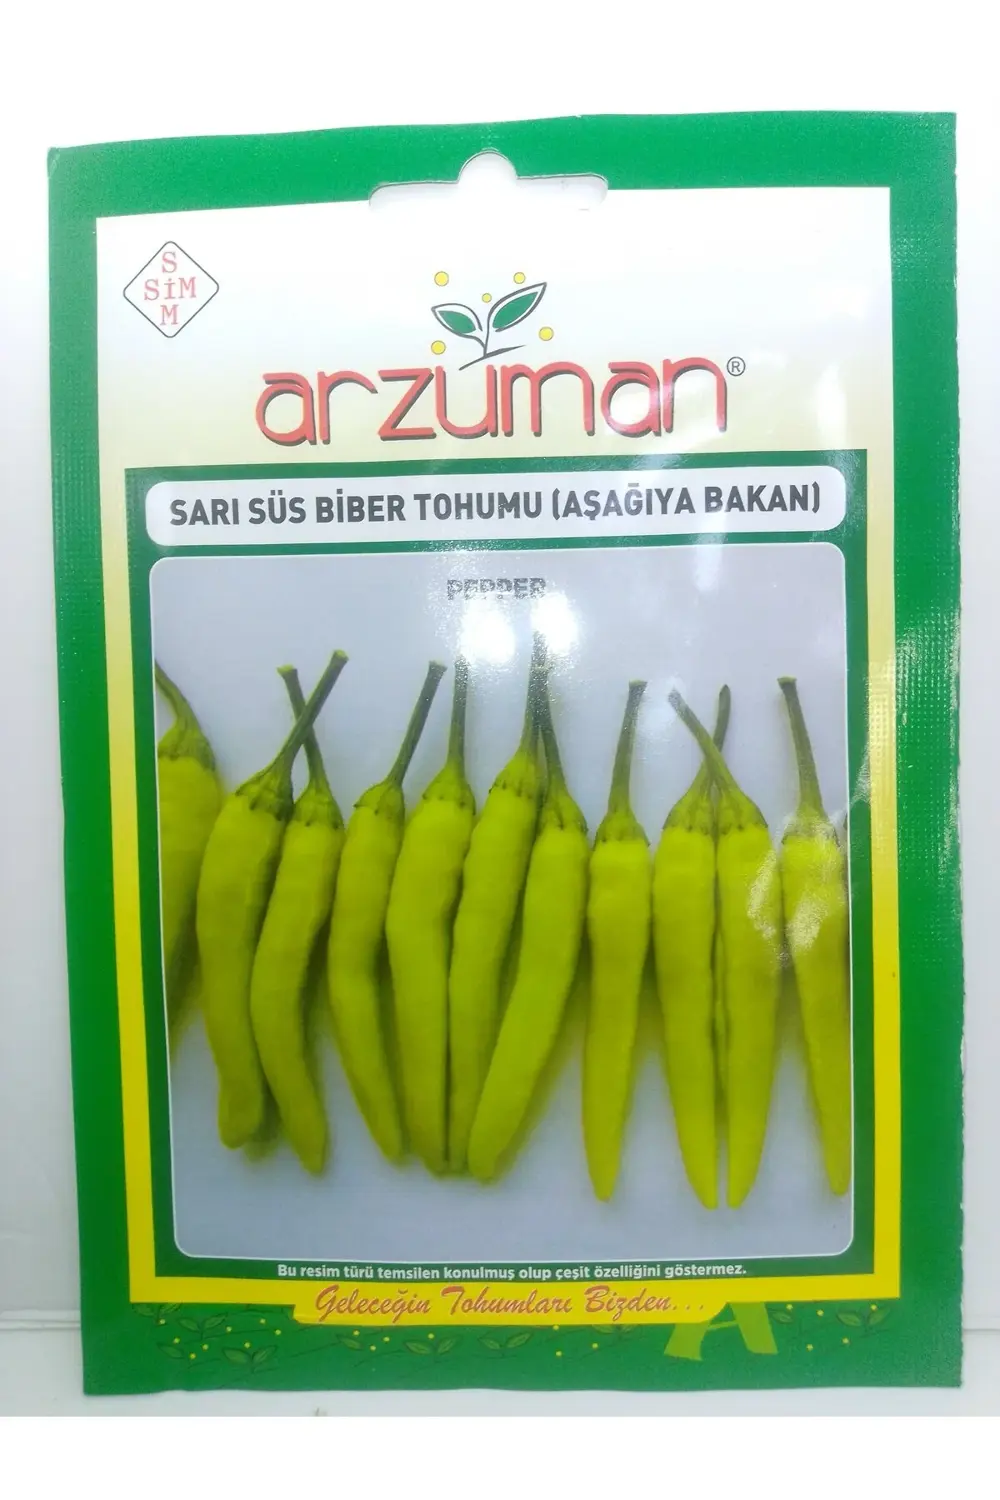 S
SİM
M
arzuman®
SARI SÜS BİBER TOHUMU (AŞAĞIYA BAKAN)
PEPPER
Bu resim türü temsilen konulmuş olup çeşit özelliğini göstermez.
Geleceğin Tohumları Bizden...
A